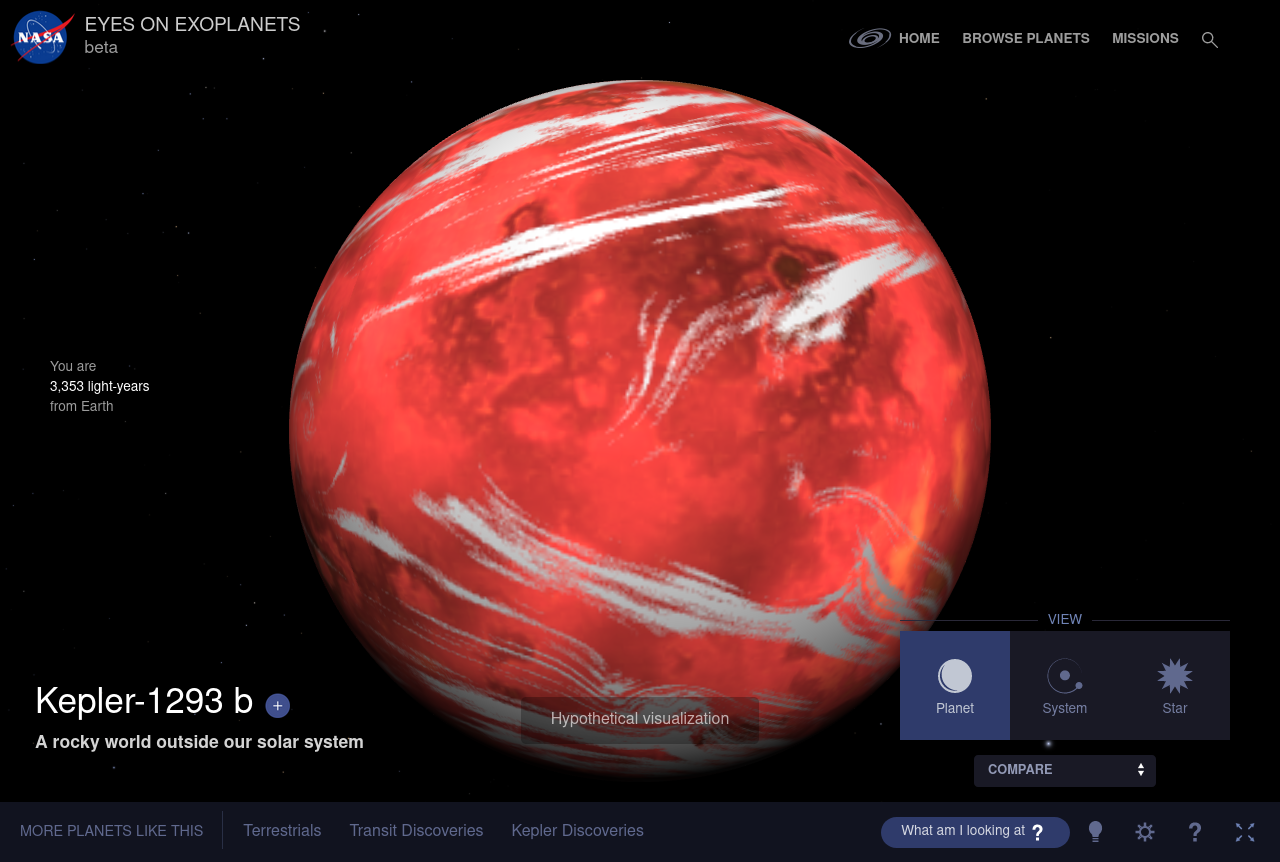 NASA
EYES ON EXOPLANETS
beta
HOME
BROWSE PLANETS
MISSIONS
You are
3,353 light-years
from Earth
VIEW
Planet
System
Star
Kepler-1293 b +
A rocky world outside our solar system
Hypothetical visualization
COMPARE
MORE PLANETS LIKE THIS
Terrestrials
Transit Discoveries
Kepler Discoveries
What am I looking at ?
?